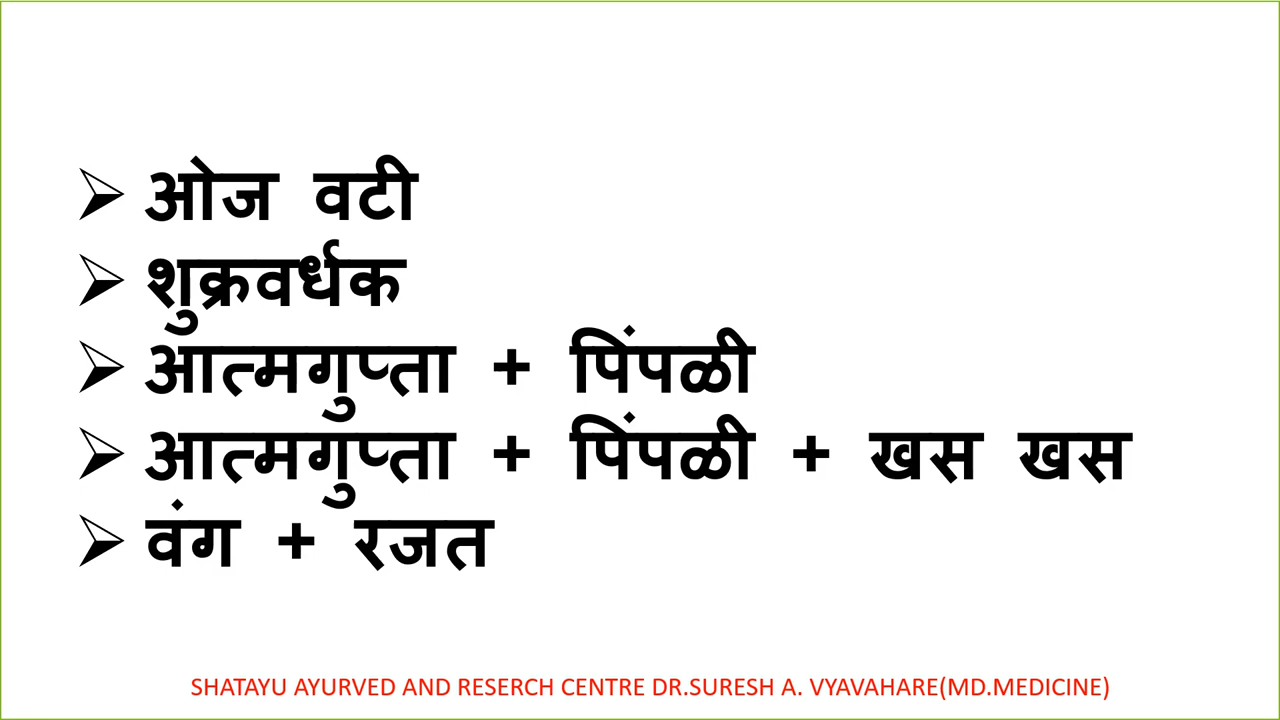 ओज वटी
शुक्रवर्धक
आत्मगुप्ता + पिंपळी
आत्मगुप्ता + पिंपळी + खस खस
वंग + रजत
SHATAYU AYURVED AND RESERCH CENTRE DR.SURESH A. VYAVAHARE(MD.MEDICINE)